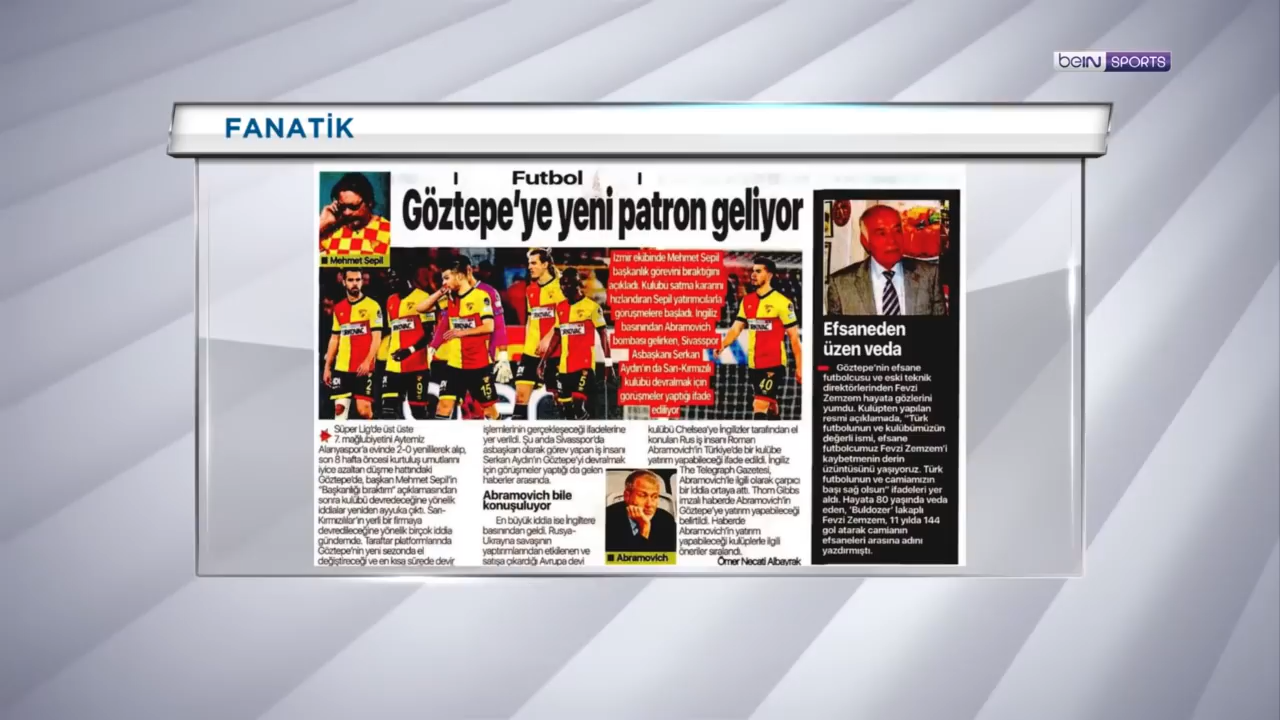 beIN SPORTS
FANATİK
Futbol
Göztepe'ye yeni patron geliyor
Mehmet Sepil
İzmir ekibinde Mehmet Sepil
başkanlık görevini bıraktığını
açıkladı. Kulübü satma kararını
hızlandıran Sepil yatırımcılarla
görüşmelere başladı. İngiliz
basınından Abramovich
bombası gelirken, Sivasspor
Asbaşkanı Serkan
Aydın'ın da Sarı-Kırmızılı
kulübü devralmak için
görüşmeler yaptığı ifade
ediliyor
Süper Lig'de üst üste
7. mağlubiyetini Aytemiz
Alanyaspor'a evinde 2-0 yenillerek alıp,
son 8 hafta öncesi kurtuluş umutlarını
iyice azaltan düşme hattındaki
Göztepe'da, başkan Mehmet Sepil'in
"Başkanlığı bıraktım" açıklamasından
sonra kulübü devredeceğine yönelik
iddialar yeniden ayyuka çıktı. Sarı-
Kırmızılılar'ın yerli bir firmaya
devredileceğine yönelik birçok iddia
gündemde. Taraftar platformlarında
Göztepe'nin yeni sezonda el
değiştireceği ve en kısa sürede devir
işlemlerinin gerçekleşeceği ifadelerine
yer verildi. Şu anda Sivasspor'da
asbaşkan olarak görev yapan iş insanı
Serkan Aydın'ın Göztepe'yi devralmak
için görüşmeler yaptığı da gelen
haberler arasında.
Abramovich bile
konuşuluyor
En büyük iddia ise İngiltere
basınından geldi. Rusya-
Ukrayna savaşının
yaptırımlarından etkilenen ve
satışa çıkardığı Avrupa devi
kulübü Chelsea'ye İngilizler tarafından el
konulan Rus iş insanı Roman
Abramovich'in Türkiye'de bir kulübe
yatırım yapabileceği ifade edildi. İngiliz
The Telegraph Gazetesi,
Abramovich'le ilgili olarak çarpıcı
bir iddia ortaya attı. Thom Gibbs
imzalı haberde Abramovich'in
Göztepe'ye yatırım yapabileceği
belirtildi. Haberde
Abramovich'in yatırım
yapabileceği kulüplerle ilgili
öneriler sıralandı.
Ömer Necati Albayrak
Abramovich
Efsaneden
üzen veda
Göztepe'nin efsane
futbolcusu ve eski teknik
direktörlerinden Fevzi
Zemzem hayata gözlerini
yumdu. Kulüpten yapılan
resmi açıklamada, "Türk
futbolunun ve kulübümüzün
değerli ismi, efsane
futbolcumuz Fevzi Zemzem'i
kaybetmenin derin
üzüntüsünü yaşıyoruz. Türk
futbolunun ve camiamızın
başı sağ olsun" ifadeleri yer
aldı. Hayata 80 yaşında veda
eden, 'Buldozer' lakaplı
Fevzi Zemzem, 11 yılda 144
gol atarak camianın
efsaneleri arasına adını
yazdırmıştı.